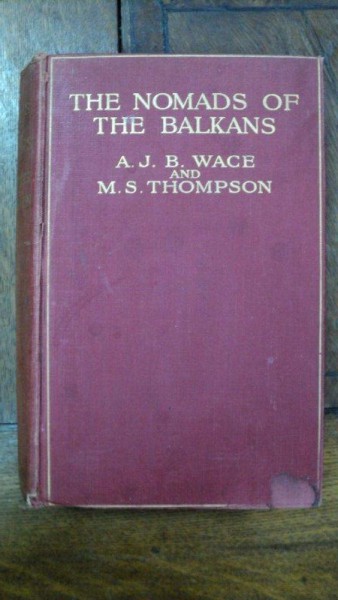 THE NOMADS OF
THE BALKANS
A. J. B. WACE
AND
M. S. THOMPSON